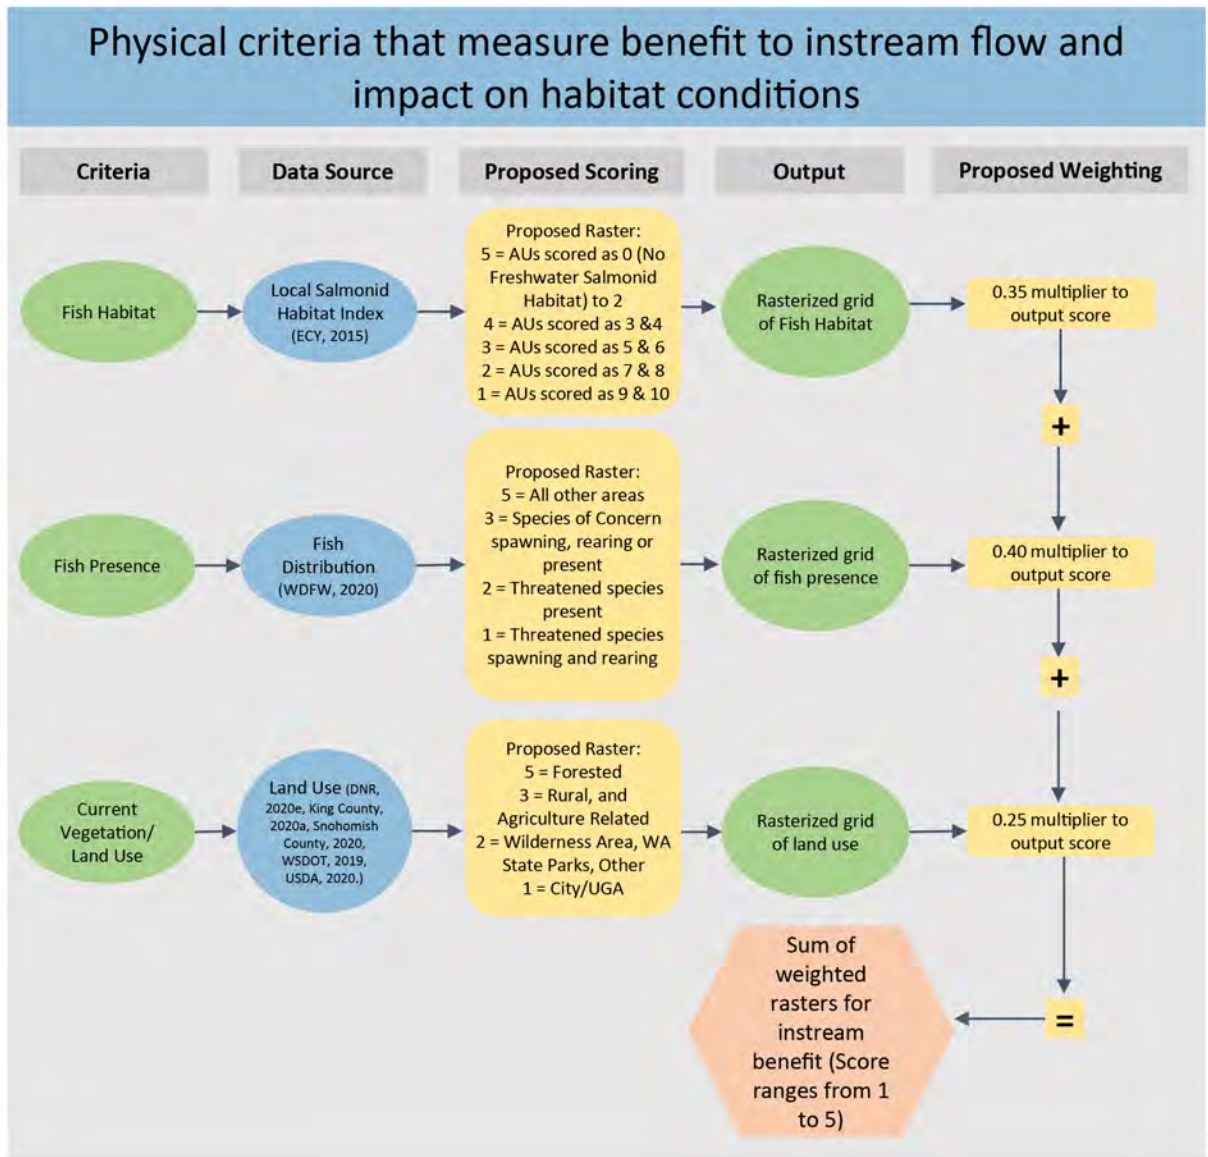 Physical criteria that measure benefit to instream flow and
impact on habitat conditions
Criteria
Data Source
Proposed Scoring
Output
Proposed Weighting
Fish Habitat
Local Salmonid
Habitat Index
(ECY, 2015)
Proposed Raster:
5 = AUs scored as 0 (No
Freshwater Salmonid
Habitat) to 2
4 = AUs scored as 3 &4
3 = AUs scored as 5 & 6
2 = AUs scored as 7 & 8
1 = AUs scored as 9 & 10
Rasterized grid
of Fish Habitat
0.35 multiplier to
output score
+
Fish Presence
Fish
Distribution
(WDFW, 2020)
Proposed Raster:
5 = All other areas
3 = Species of Concern
spawning, rearing or
present
2 = Threatened species
present
1 = Threatened species
spawning and rearing
Rasterized grid
of fish presence
0.40 multiplier to
output score
+
Current
Vegetation/
Land Use
Land Use (DNR,
2020e, King County,
2020a, Snohomish
County, 2020,
WSDOT, 2019,
USDA, 2020.)
Proposed Raster:
5 = Forested
3 = Rural, and
Agriculture Related
2 = Wilderness Area, WA
State Parks, Other
1 = City/UGA
Rasterized grid
of land use
0.25 multiplier to
output score
=
Sum of
weighted
rasters for
instream
benefit (Score
ranges from 1
to 5)